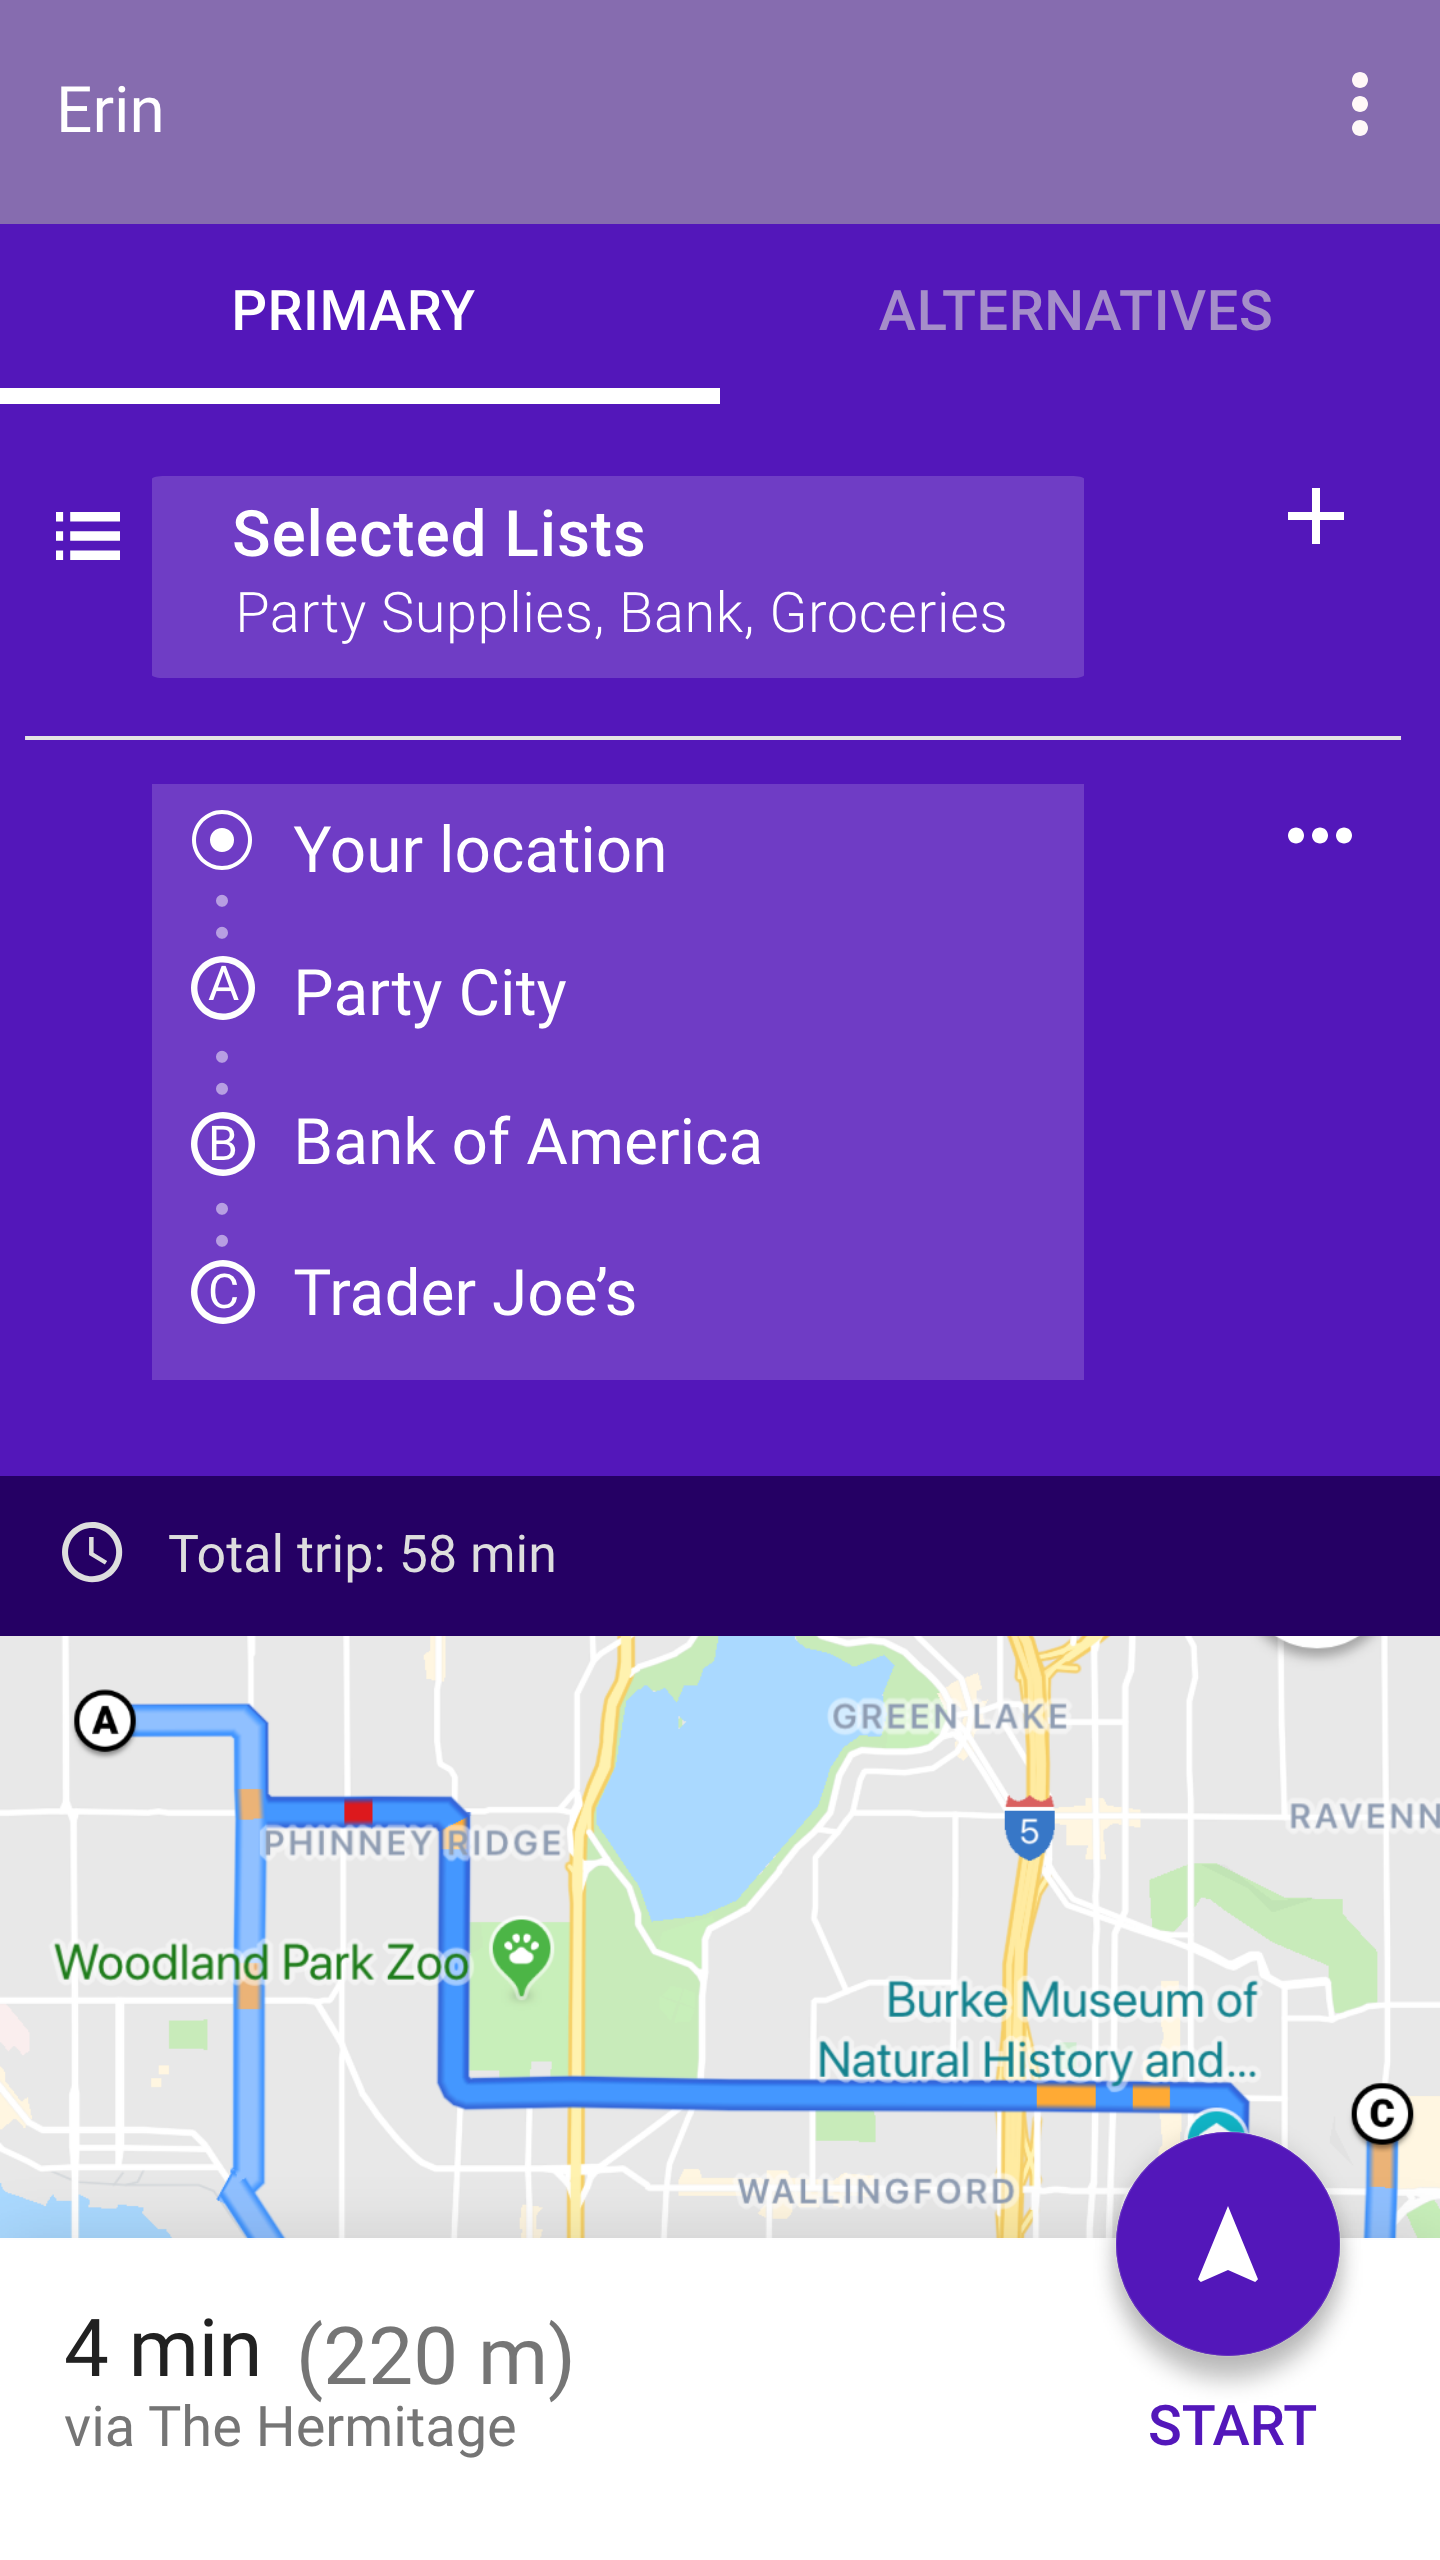 Erin
PRIMARY
ALTERNATIVES
Selected Lists
Party Supplies, Bank, Groceries
Your location
A Party City
B Bank of America
C Trader Joe’s
Total trip: 58 min
A
GREEN LAKE
5
RAVENN
PHINNEY RIDGE
Woodland Park Zoo
Burke Museum of
Natural History and...
C
WALLINGFORD
4 min (220 m)
via The Hermitage
START